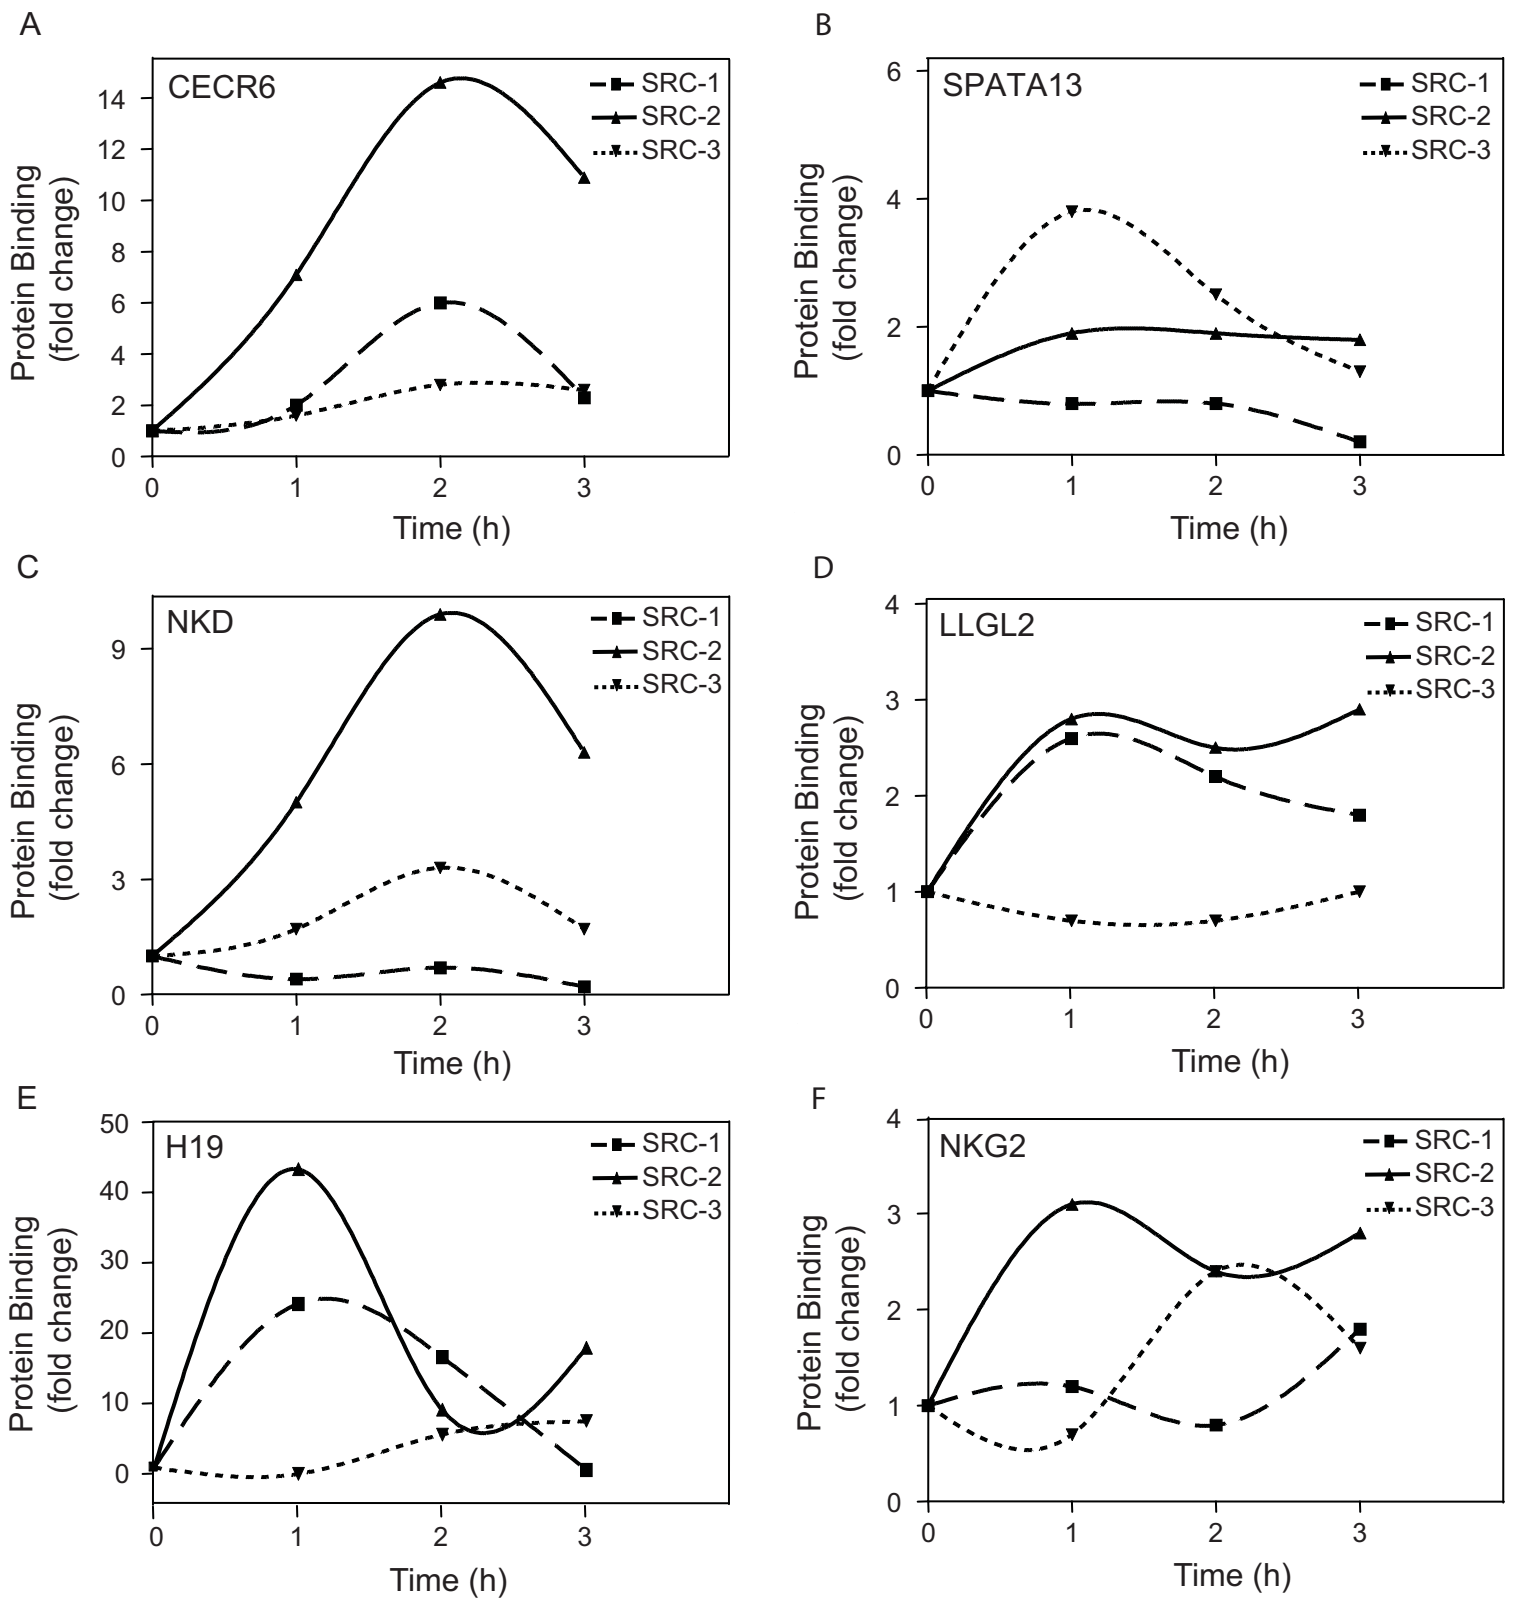 A
CECR6
SRC-1
SRC-2
SRC-3
Protein Binding
(fold change)
14
12
10
8
6
4
2
0
0 1 2 3
Time (h)
B
SPATA13
SRC-1
SRC-2
SRC-3
Protein Binding
(fold change)
6
4
2
0
0 1 2 3
Time (h)
C
NKD
SRC-1
SRC-2
SRC-3
Protein Binding
(fold change)
9
6
3
0
0 1 2 3
Time (h)
D
LLGL2
SRC-1
SRC-2
SRC-3
Protein Binding
(fold change)
4
3
2
1
0
0 1 2 3
Time (h)
E
H19
SRC-1
SRC-2
SRC-3
Protein Binding
(fold change)
50
40
30
20
10
0
0 1 2 3
Time (h)
F
NKG2
SRC-1
SRC-2
SRC-3
Protein Binding
(fold change)
4
3
2
1
0
0 1 2 3
Time (h)